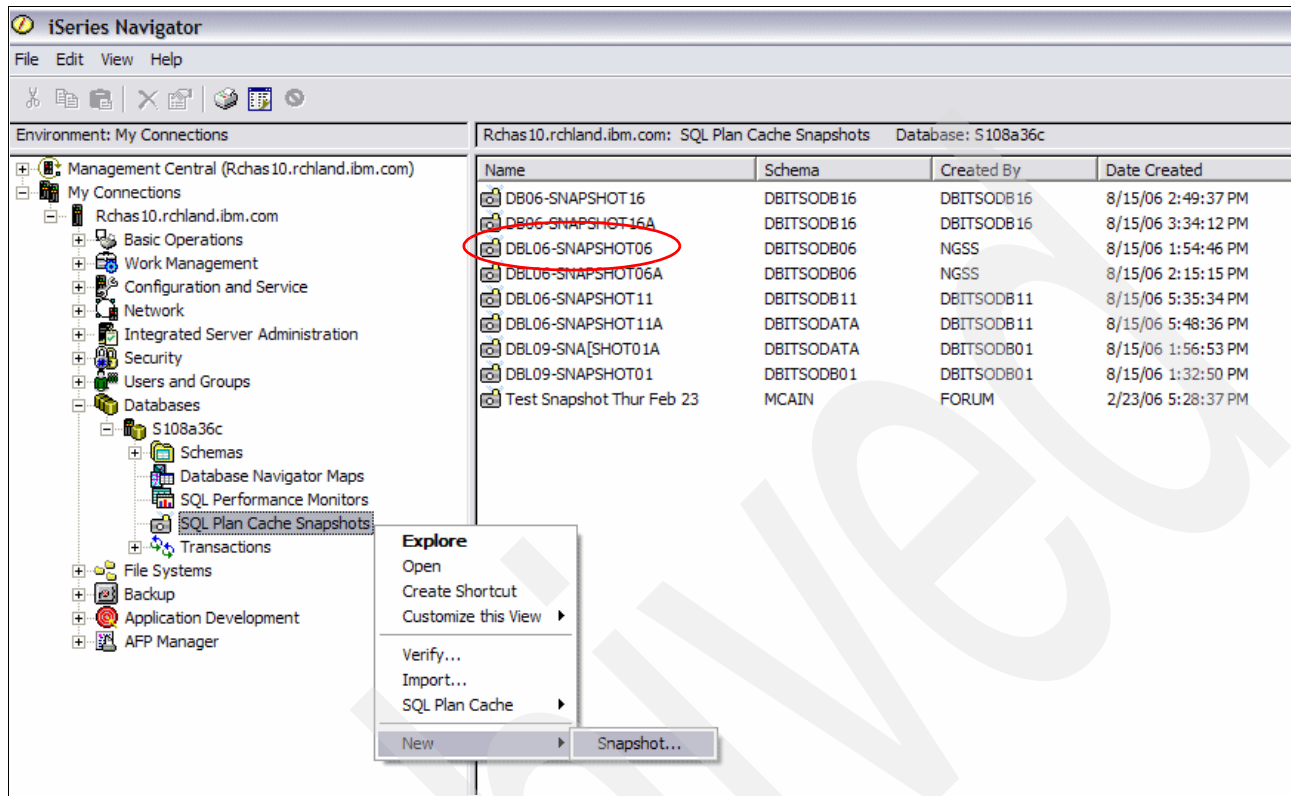 iSeries Navigator
File Edit View Help
Environment: My Connections
Rchas10.rchland.ibm.com: SQL Plan Cache Snapshots Database: S108a36c
Management Central (Rchas10.rchland.ibm.com)
My Connections
Rchas10.rchland.ibm.com
Basic Operations
Work Management
Configuration and Service
Network
Integrated Server Administration
Security
Users and Groups
Databases
S108a36c
Schemas
Database Navigator Maps
SQL Performance Monitors
SQL Plan Cache Snapshots
Transactions
File Systems
Backup
Application Development
AFP Manager
Name Schema Created By Date Created
DB06-SNAPSHOT16 DBITSODB16 DBITSODB16 8/15/06 2:49:37 PM
DB06-SNAPSHOT16A DBITSODB16 DBITSODB16 8/15/06 3:34:12 PM
DBL06-SNAPSHOT06 DBITSODB06 NGSS 8/15/06 1:54:46 PM
DBL06-SNAPSHOT06A DBITSODB06 NGSS 8/15/06 2:15:15 PM
DBL06-SNAPSHOT11 DBITSODB11 DBITSODB11 8/15/06 5:35:34 PM
DBL06-SNAPSHOT11A DBITSODATA DBITSODB11 8/15/06 5:48:36 PM
DBL09-SNA[SHOT01A DBITSODATA DBITSODB01 8/15/06 1:56:53 PM
DBL09-SNAPSHOT01 DBITSODB01 DBITSODB01 8/15/06 1:32:50 PM
Test Snapshot Thur Feb 23 MCAIN FORUM 2/23/06 5:28:37 PM
Explore
Open
Create Shortcut
Customize this View
Verify...
Import...
SQL Plan Cache
New
Snapshot...